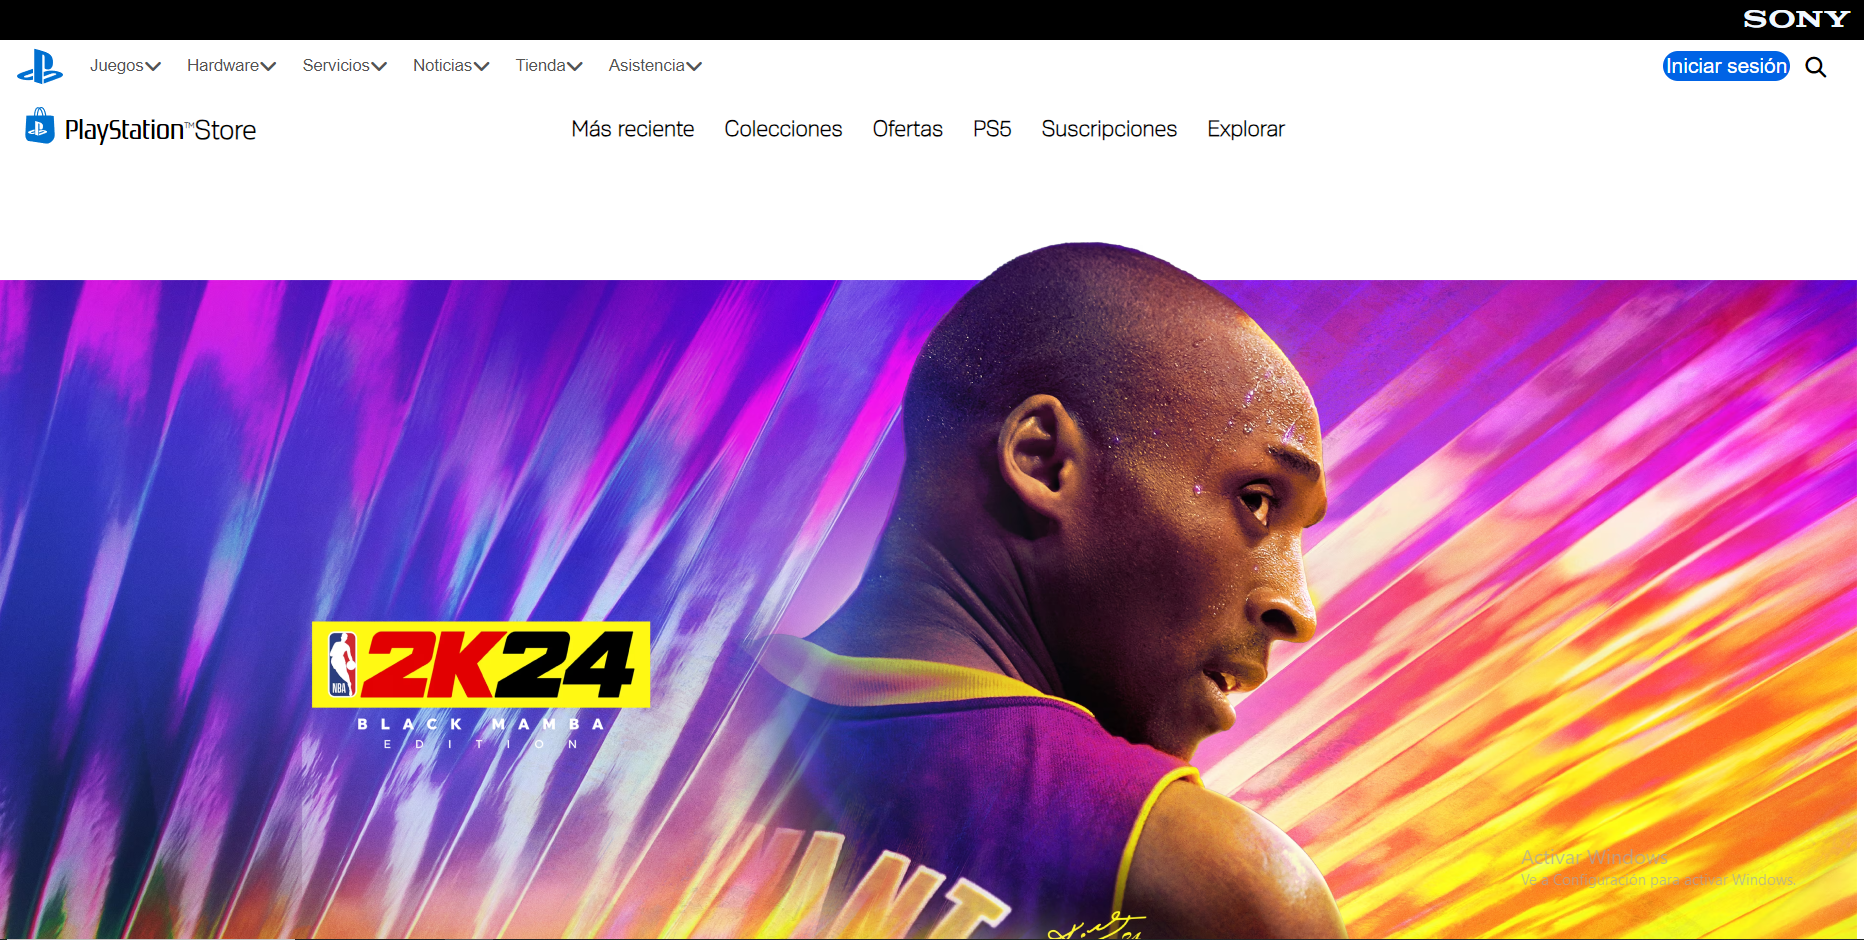 SONY
Juegos Hardware Servicios Noticias Tienda Asistencia Iniciar sesión
PlayStation™Store Más reciente Colecciones Ofertas PS5 Suscripciones Explorar
NBA 2K24
BLACK MAMBA
EDITION
Activar Windows
Ve a Configuración para activar Windows.